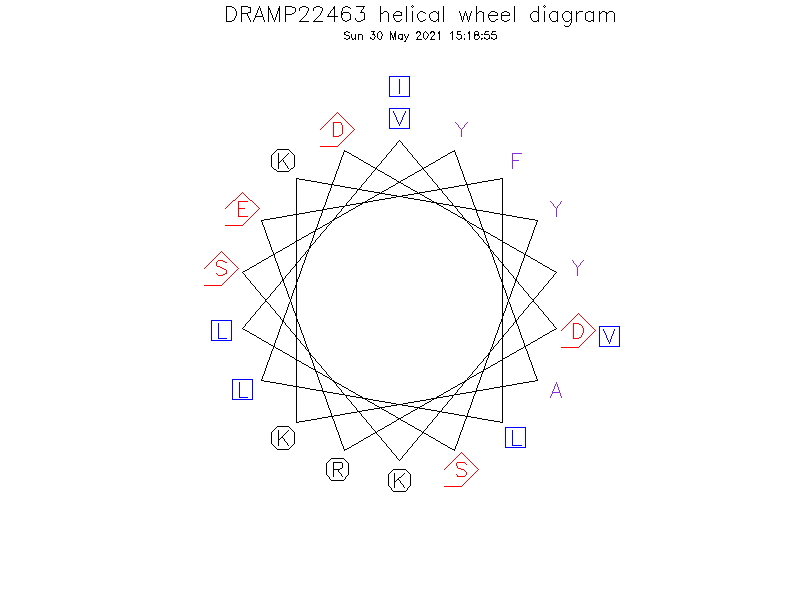 DRAMP22463 helical wheel diagram
Sun 30 May 2021 15:18:55
I
V
D Y
K F
E Y
S Y
L D V
L A
K L
R S
K